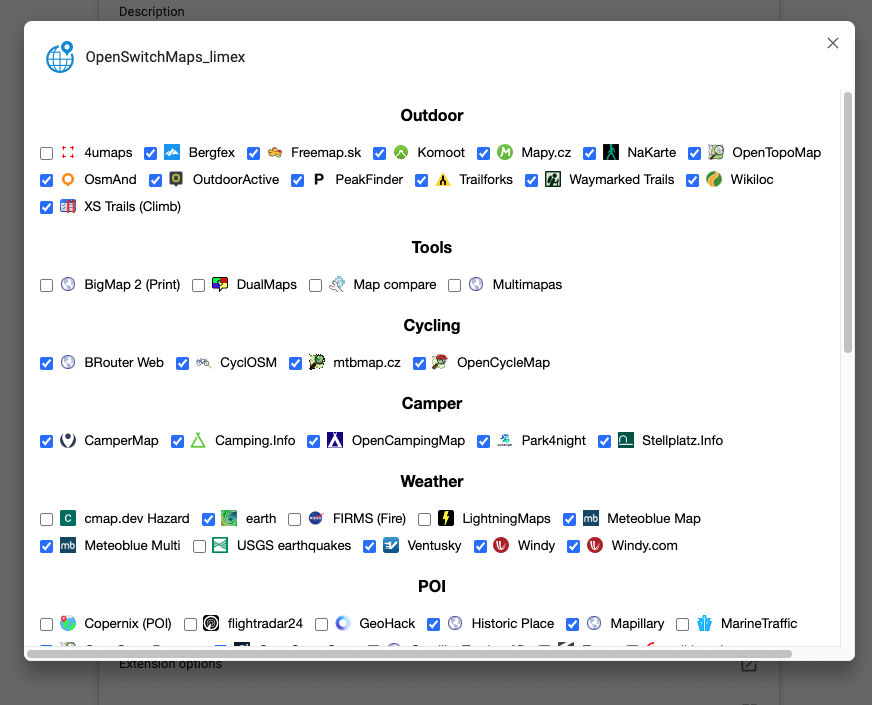 Description
OpenSwitchMaps_limex
Outdoor
4umaps Bergfex Freemap.sk Komoot Mapy.cz NaKarte OpenTopoMap
OsmAnd OutdoorActive P PeakFinder Trailforks Waymarked Trails Wikiloc
XS Trails (Climb)
Tools
BigMap 2 (Print) DualMaps Map compare Multimapas
Cycling
BRouter Web CyclOSM mtbmap.cz OpenCycleMap
Camper
CamperMap Camping.Info OpenCampingMap Park4night Stellplatz.Info
Weather
C cmap.dev Hazard earth FIRMS (Fire) LightningMaps mb Meteoblue Map
mb Meteoblue Multi USGS earthquakes Ventusky Windy Windy.com
POI
Copernix (POI) flightradar24 GeoHack Historic Place Mapillary MarineTraffic
Extension options